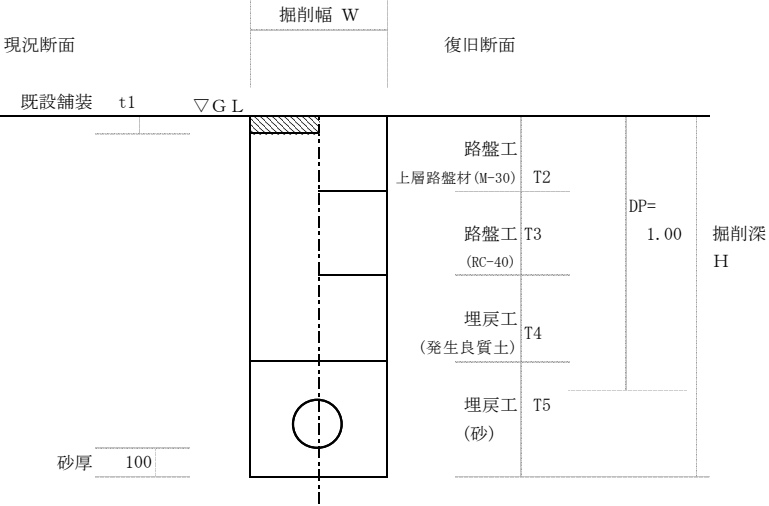 掘削幅 W
現況断面
復旧断面
既設舗装 t1
▽ＧＬ
路盤工
上層路盤材(M-30) T2
DP=
1.00
路盤工 T3
(RC-40)
掘削深
H
埋戻工
(発生良質土)
T4
埋戻工 T5
(砂)
砂厚 100